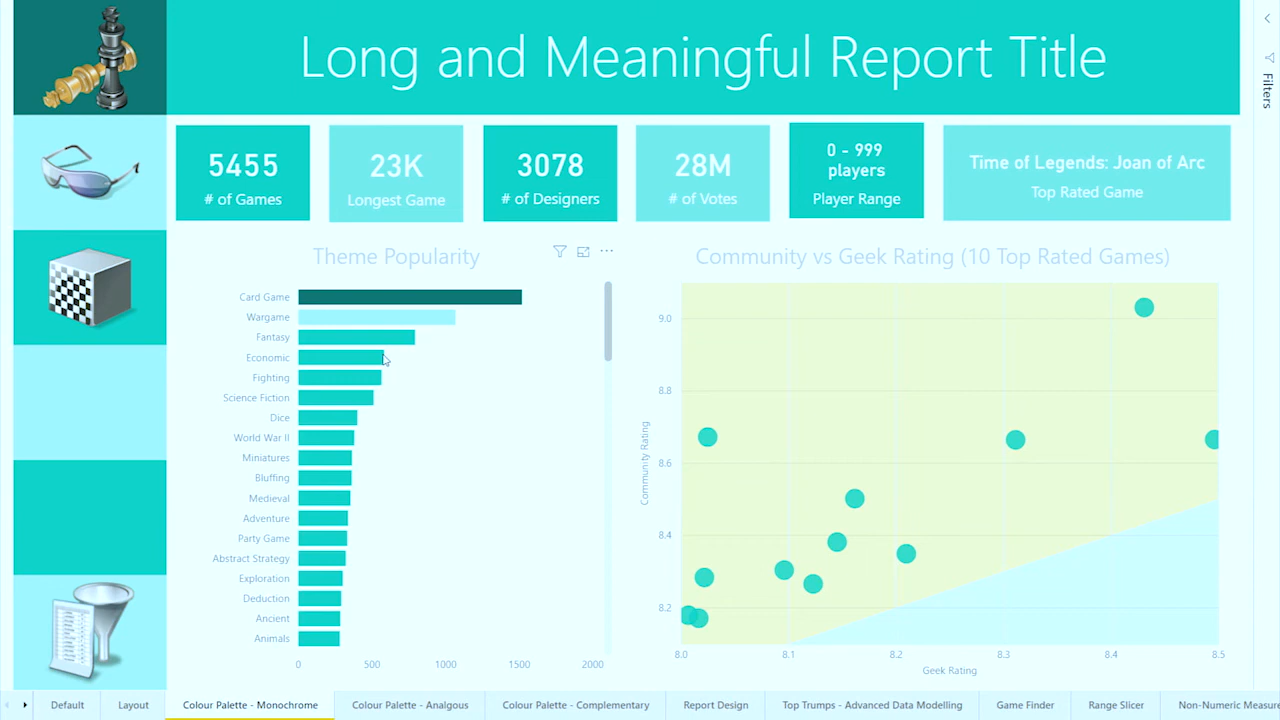 Long and Meaningful Report Title
Filters
5455
# of Games
23K
Longest Game
3078
# of Designers
28M
# of Votes
0 - 999
players
Player Range
Time of Legends: Joan of Arc
Top Rated Game
Theme Popularity
Card Game
Wargame
Fantasy
Economic
Fighting
Science Fiction
Dice
World War II
Miniatures
Bluffing
Medieval
Adventure
Party Game
Abstract Strategy
Exploration
Deduction
Ancient
Animals
0 500 1000 1500 2000
Community vs Geek Rating (10 Top Rated Games)
Community Rating
9.0
8.8
8.6
8.4
8.2
8.0 8.1 8.2 8.3 8.4 8.5
Geek Rating
Default Layout Colour Palette - Monochrome Colour Palette - Analgous Colour Palette - Complementary Report Design Top Trumps - Advanced Data Modelling Game Finder Range Slicer Non-Numeric Measure